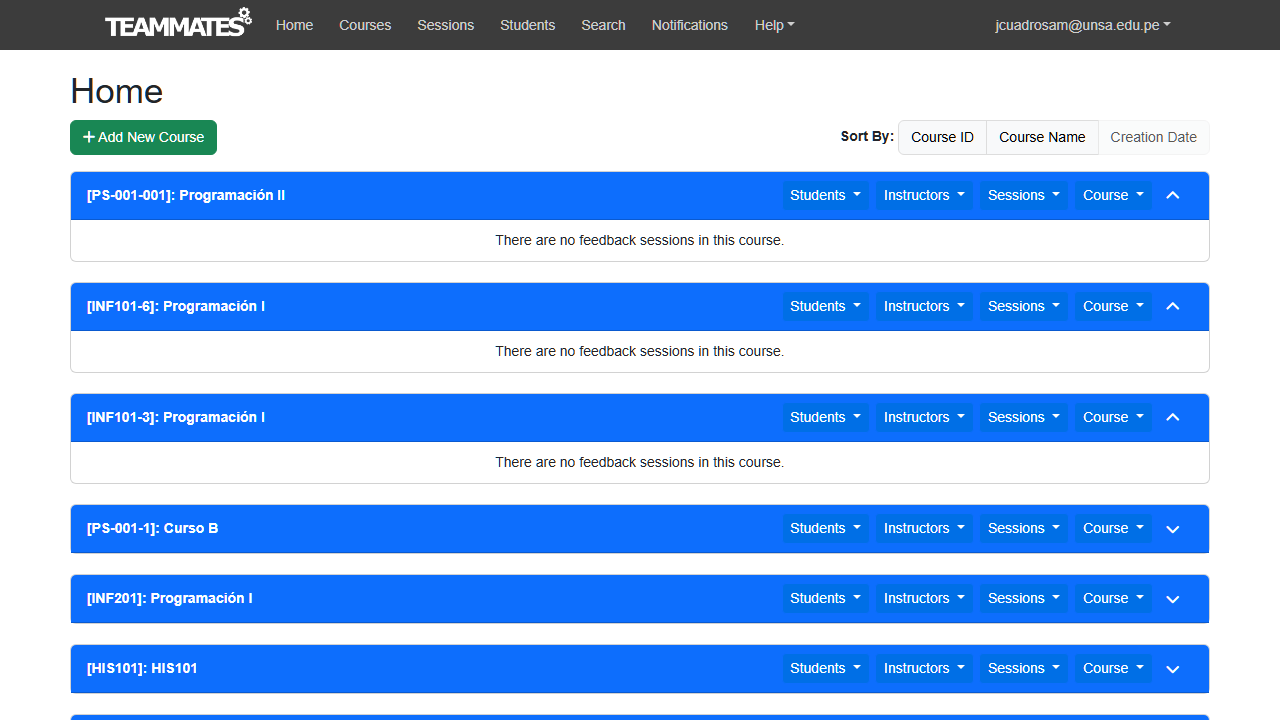 TEAMMATES Home Courses Sessions Students Search Notifications Help jcuadrosam@unsa.edu.pe
Home
+ Add New Course Sort By: Course ID Course Name Creation Date
[PS-001-001]: Programación II Students Instructors Sessions Course
There are no feedback sessions in this course.
[INF101-6]: Programación I Students Instructors Sessions Course
There are no feedback sessions in this course.
[INF101-3]: Programación I Students Instructors Sessions Course
There are no feedback sessions in this course.
[PS-001-1]: Curso B Students Instructors Sessions Course
[INF201]: Programación I Students Instructors Sessions Course
[HIS101]: HIS101 Students Instructors Sessions Course